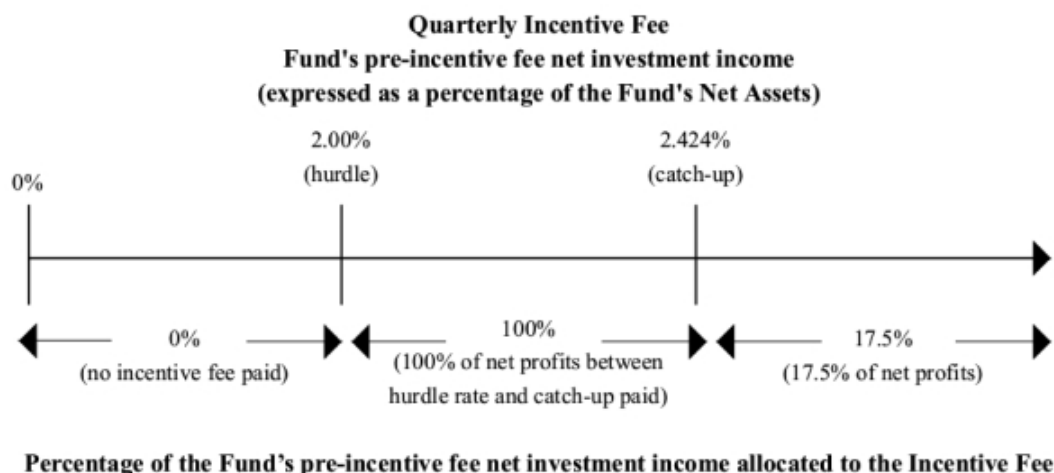 Quarterly Incentive Fee
Fund's pre-incentive fee net investment income
(expressed as a percentage of the Fund's Net Assets)
2.00%
(hurdle)
2.424%
(catch-up)
0%
0%
(no incentive fee paid)
100%
(100% of net profits between
hurdle rate and catch-up paid)
17.5%
(17.5% of net profits)
Percentage of the Fund’s pre-incentive fee net investment income allocated to the Incentive Fee